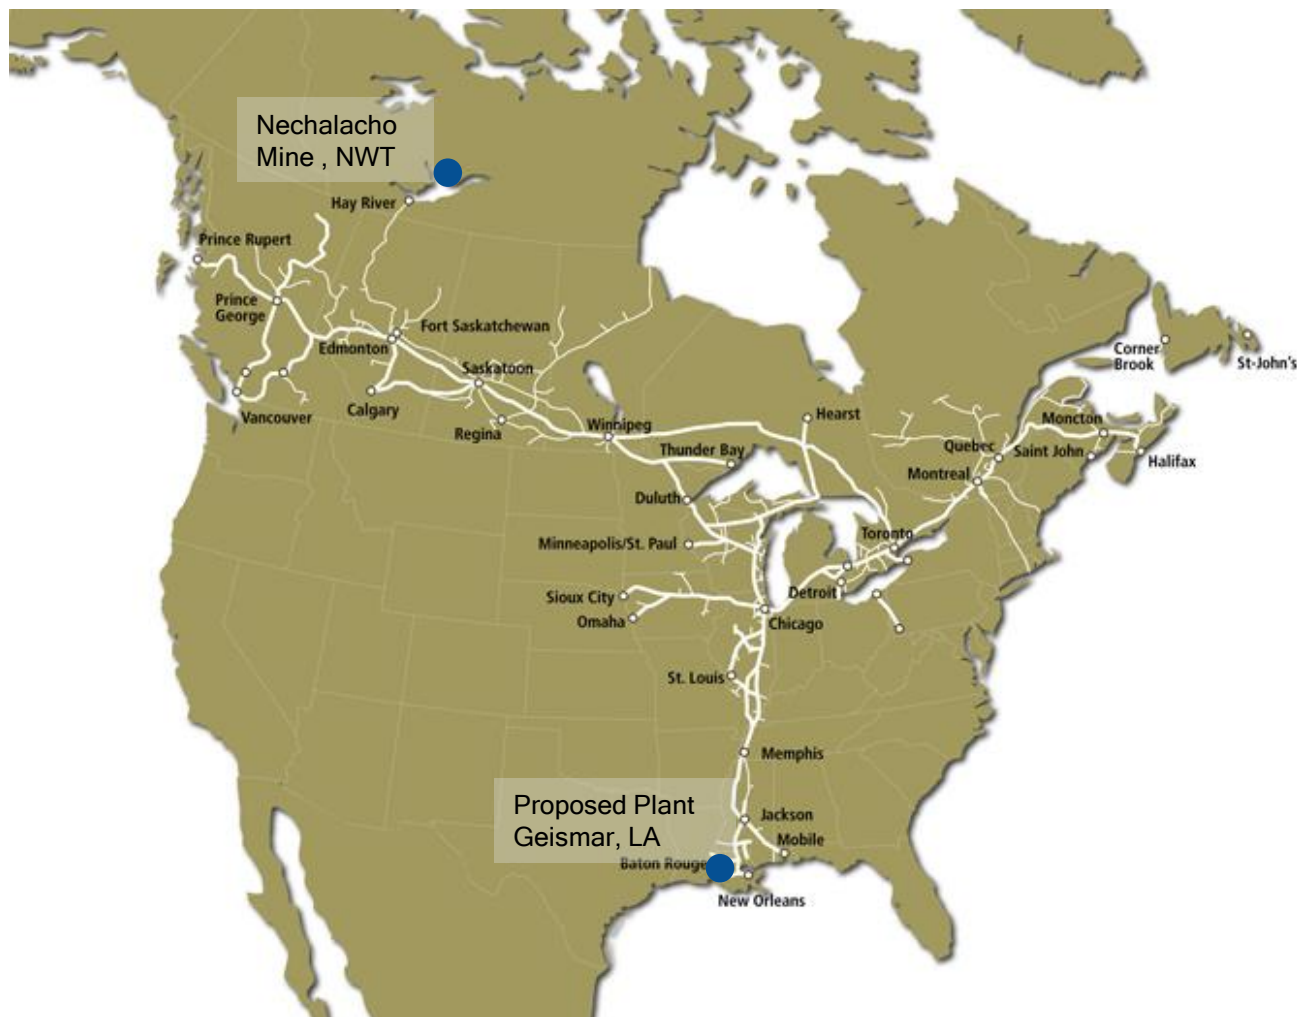 Nechalacho
Mine , NWT
Hay River
Prince Rupert
Prince
George
Fort Saskatchewan
Edmonton
Saskatoon
Vancouver
Calgary
Regina
Winnipeg
Hearst
Thunder Bay
Duluth
Minneapolis/St. Paul
Sioux City
Omaha
Chicago
Detroit
Toronto
Montreal
Quebec
Saint John
Moncton
Halifax
Corner
Brook
St-John's
St. Louis
Memphis
Proposed Plant
Geismar, LA
Jackson
Mobile
Baton Rouge
New Orleans